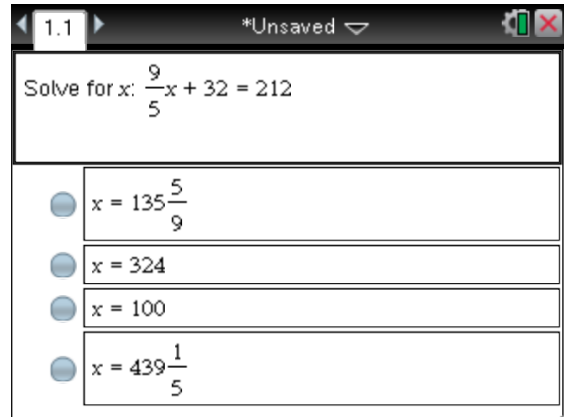 1.1 *Unsaved
Solve for x: 9/5x + 32 = 212
x = 135 5/9
x = 324
x = 100
x = 439 1/5